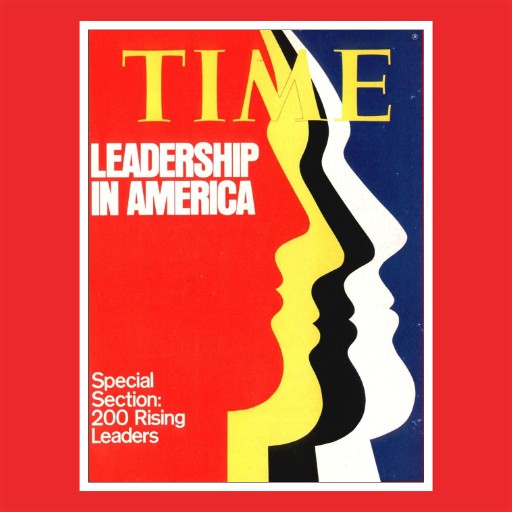 TIME
®
LEADERSHIP
IN AMERICA
Special
Section:
200 Rising
Leaders